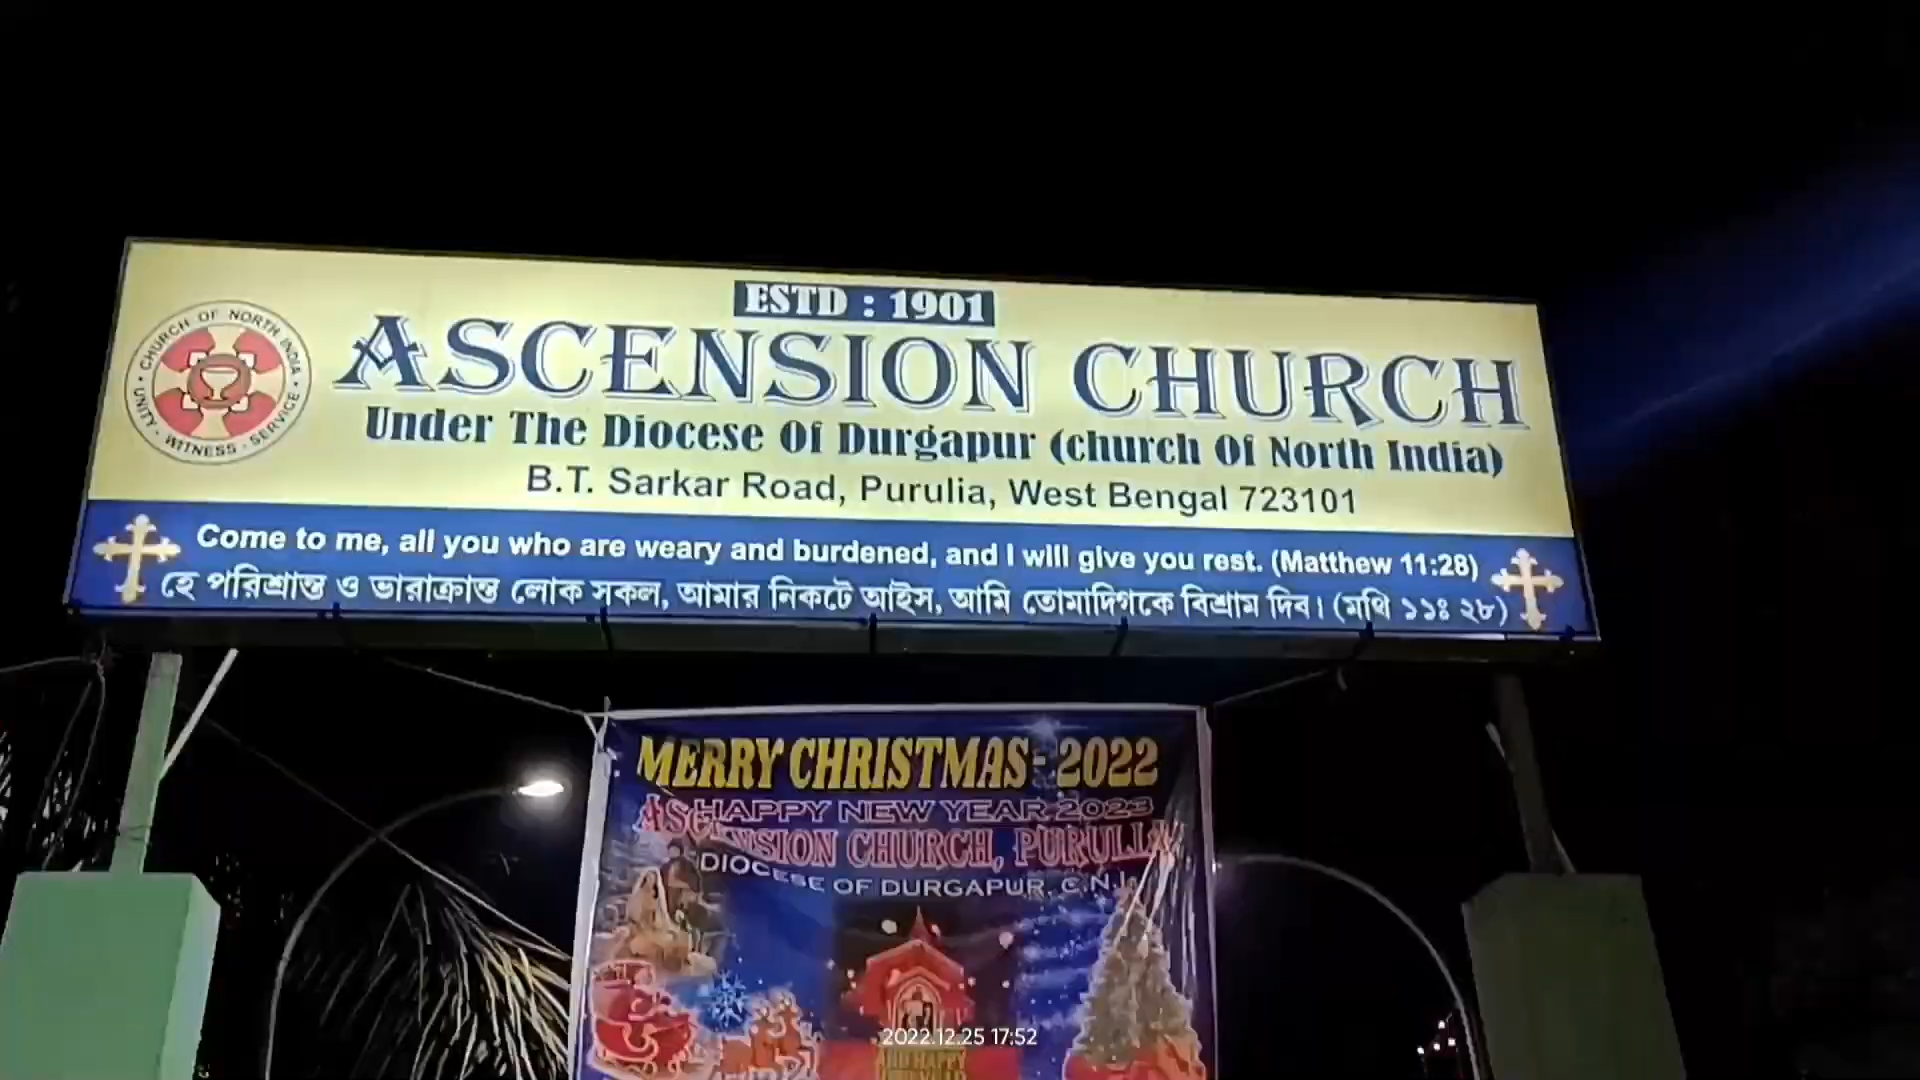 ESTD : 1901
ASCENSION CHURCH
Under The Diocese Of Durgapur (church Of North India)
B.T. Sarkar Road, Purulia, West Bengal 723101
CHURCH OF NORTH INDIA
UNITY · WITNESS · SERVICE
Come to me, all you who are weary and burdened, and I will give you rest. (Matthew 11:28)
হে পরিশ্রান্ত ও ভারাক্রান্ত লোক সকল, আমার নিকটে আইস, আমি তোমাদিগকে বিশ্রাম দিব। (মথি ১১ঃ ২৮)
MERRY CHRISTMAS- 2022
HAPPY NEW YEAR 2023
ASCENSION CHURCH, PURULIA
DIOCESE OF DURGAPUR, C.N.I.
2022.12.25 17:52